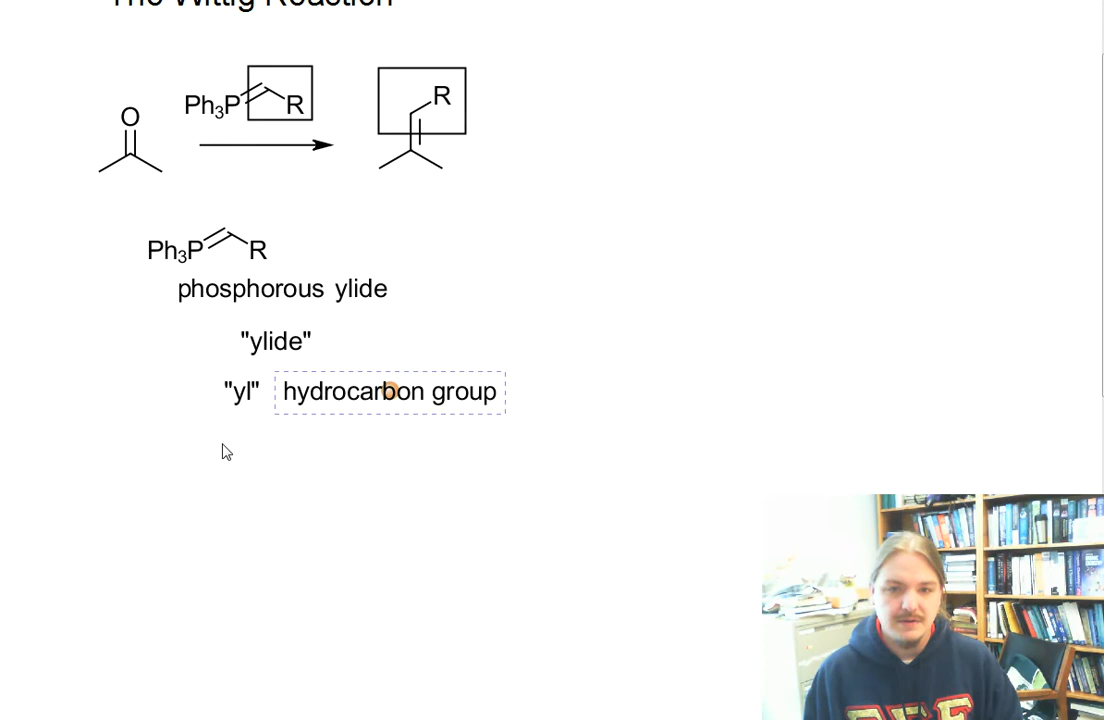 The Wittig Reaction
O
Ph3P R
R
Ph3P R
phosphorous ylide
"ylide"
"yl" hydrocarbon group